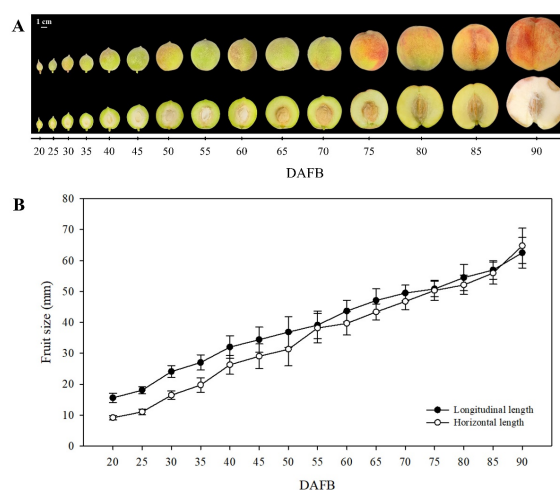 A
1 cm
20 25 30 35 40 45 50 55 60 65 70 75 80 85 90
DAFB
B
80
70
60
50
40
30
20
10
0
Fruit size (mm)
Longitudinal length
Horizontal length
20 25 30 35 40 45 50 55 60 65 70 75 80 85 90
DAFB